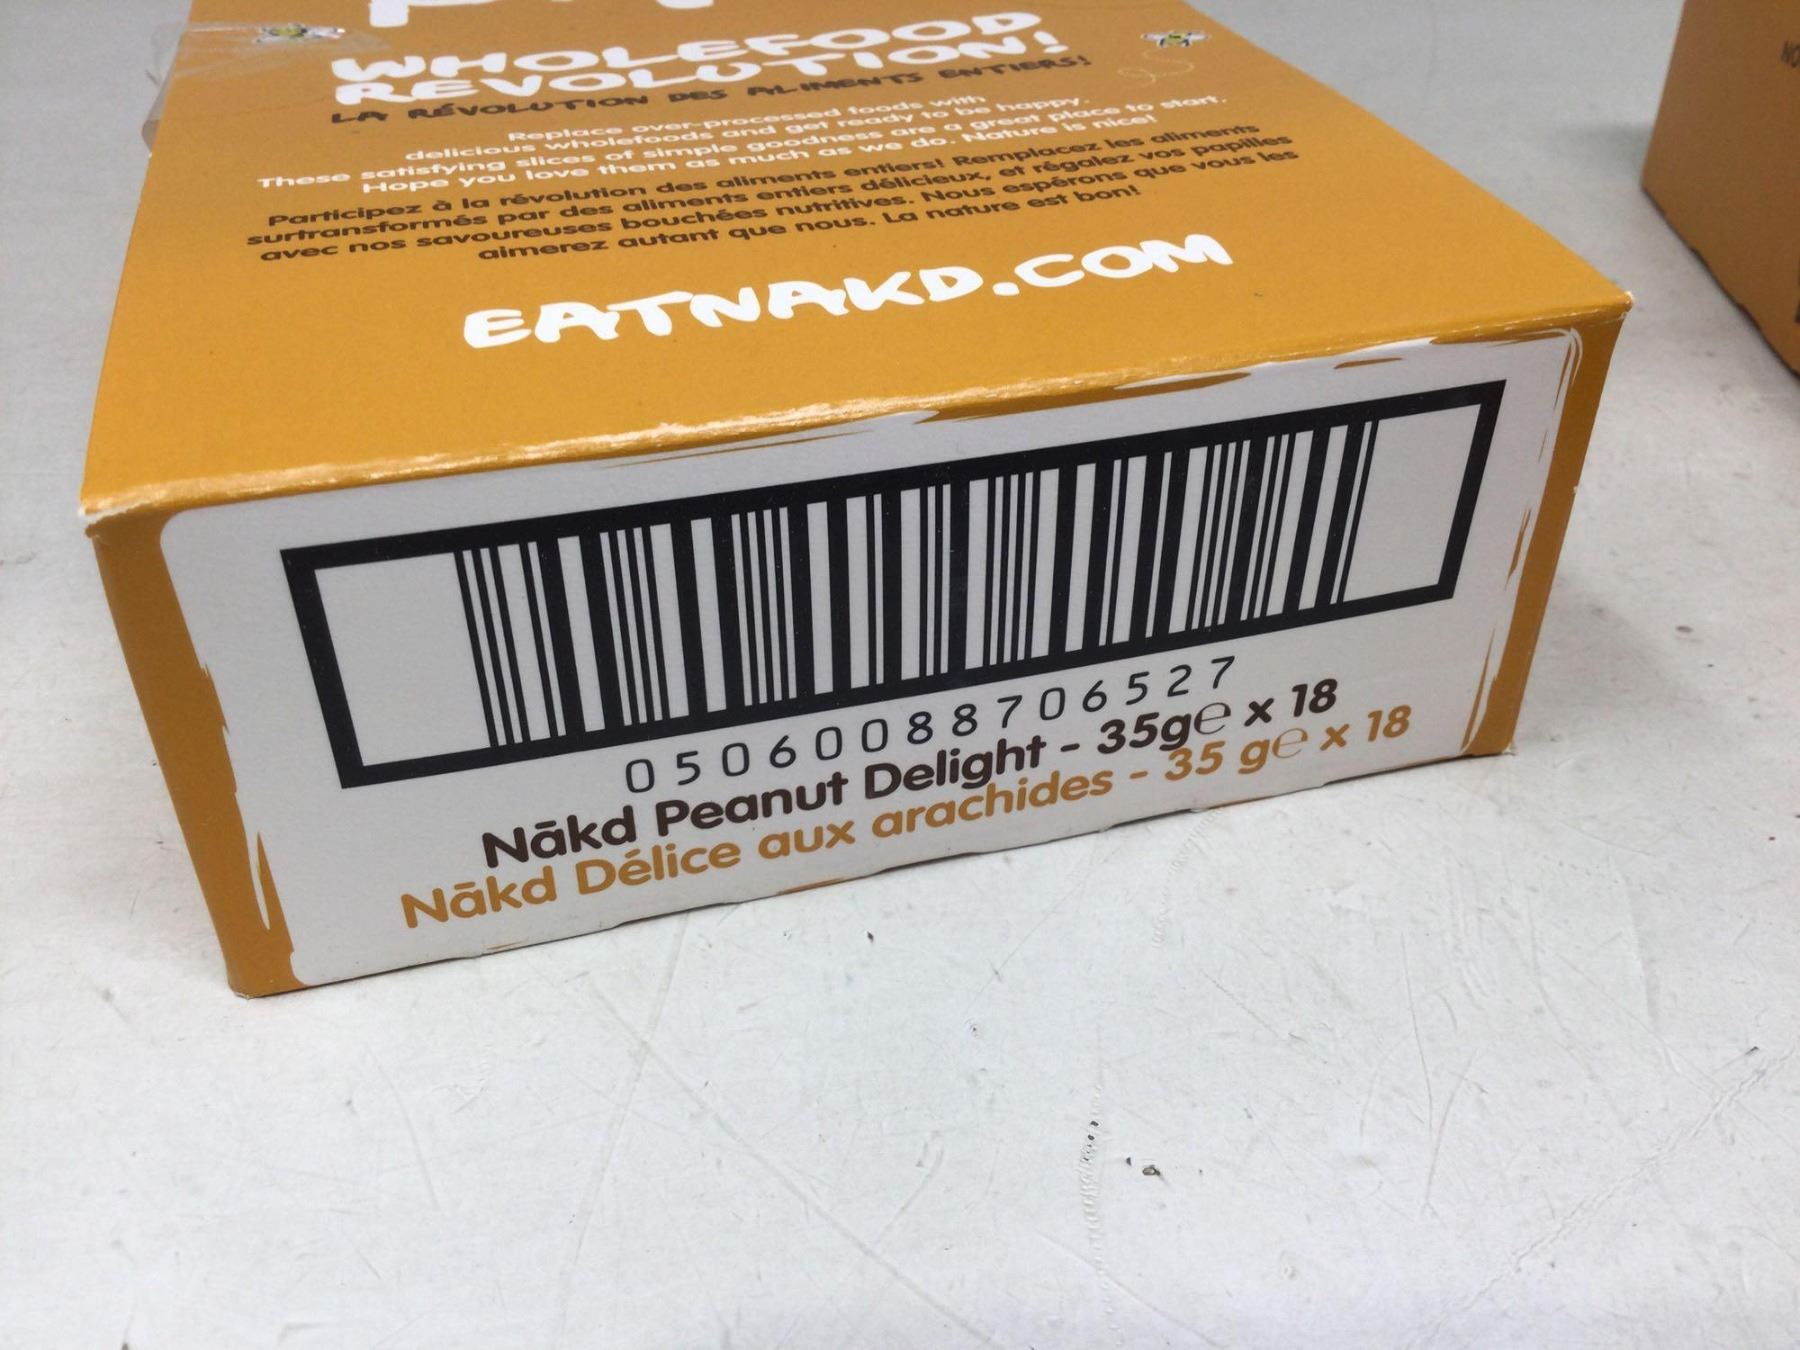 WHOLEFOOD
REVOLUTION!
LA RÉVOLUTION DES ALIMENTS ENTIERS!
Replace over-processed foods with
delicious wholefoods and get ready to be happy.
These satisfying slices of simple goodness are a great place to start.
Hope you love them as much as we do. Nature is nice!
Participez à la révolution des aliments entiers! Remplacez les aliments
surtransformés par des aliments entiers délicieux, et régalez vos papilles
avec nos savoureuses bouchées nutritives. Nous espérons que vous les
aimerez autant que nous. La nature est bon!
EATNAKD.COM
05060088706527
Nākd Peanut Delight - 35g℮ x 18
Nākd Délice aux arachides - 35 g℮ x 18